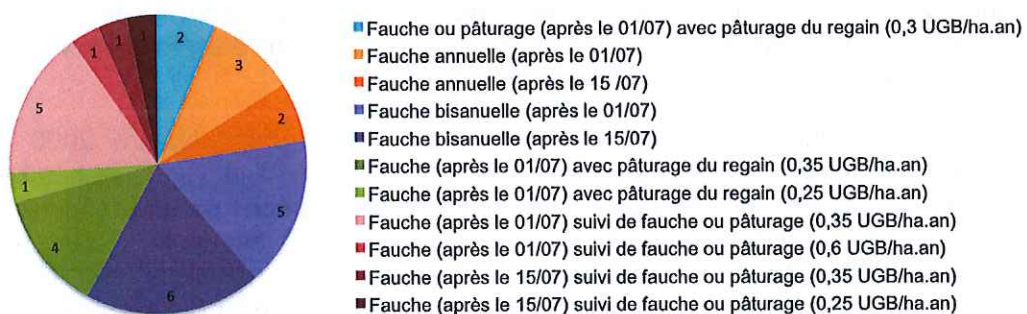 2
3
2
5
6
4
1
5
1
1
1
Fauche ou pâturage (après le 01/07) avec pâturage du regain (0,3 UGB/ha.an)
Fauche annuelle (après le 01/07)
Fauche annuelle (après le 15 /07)
Fauche bisanuelle (après le 01/07)
Fauche bisanuelle (après le 15/07)
Fauche (après le 01/07) avec pâturage du regain (0,35 UGB/ha.an)
Fauche (après le 01/07) avec pâturage du regain (0,25 UGB/ha.an)
Fauche (après le 01/07) suivi de fauche ou pâturage (0,35 UGB/ha.an)
Fauche (après le 01/07) suivi de fauche ou pâturage (0,6 UGB/ha.an)
Fauche (après le 15/07) suivi de fauche ou pâturage (0,35 UGB/ha.an)
Fauche (après le 15/07) suivi de fauche ou pâturage (0,25 UGB/ha.an)